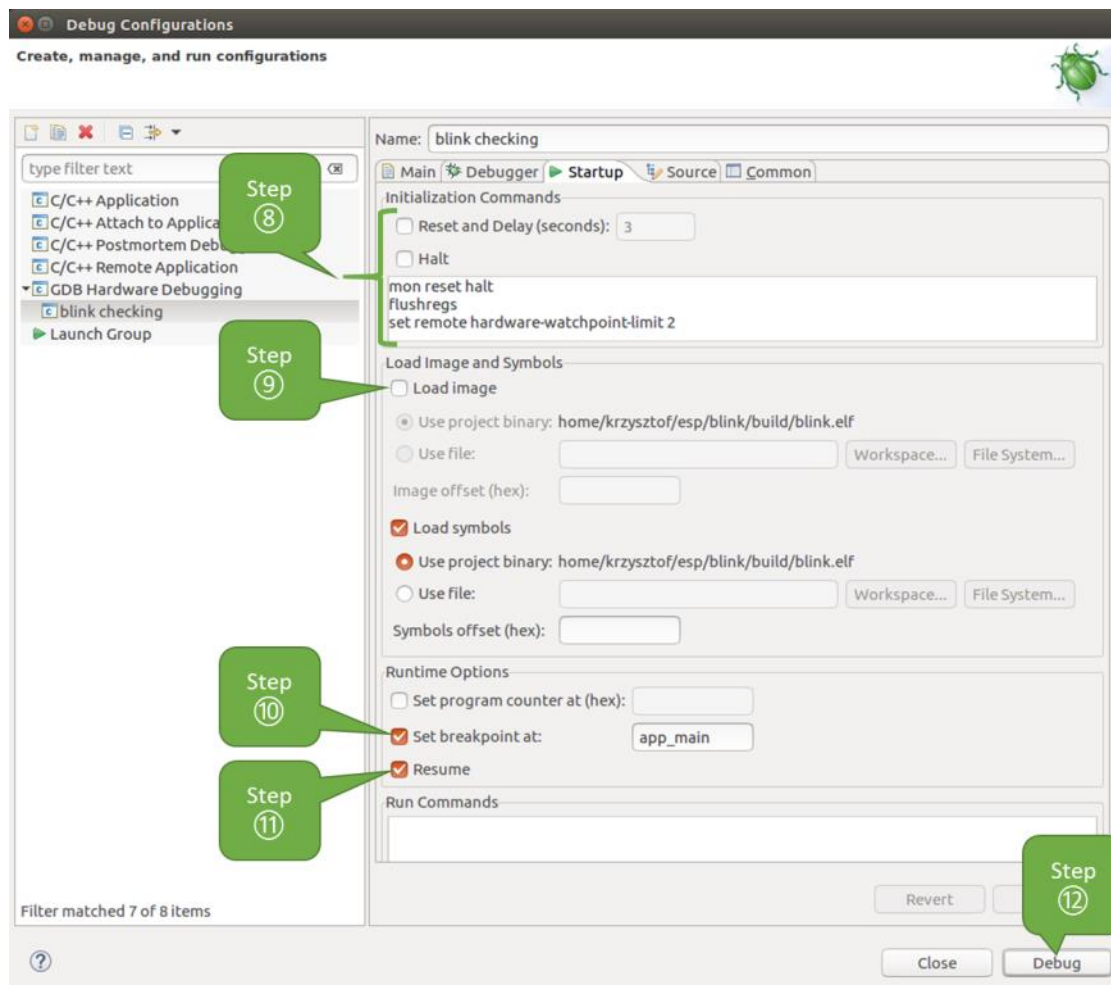 Debug Configurations
Create, manage, and run configurations
type filter text
C/C++ Application
C/C++ Attach to Applica
C/C++ Postmortem Debugg
C/C++ Remote Application
GDB Hardware Debugging
blink checking
Launch Group
Filter matched 7 of 8 items
Name: blink checking
Main Debugger Startup Source Common
Initialization Commands
Reset and Delay (seconds): 3
Halt
mon reset halt
flushregs
set remote hardware-watchpoint-limit 2
Load Image and Symbols
Load image
Use project binary: home/krzysztof/esp/blink/build/blink.elf
Use file: Workspace... File System...
Image offset (hex):
Load symbols
Use project binary: home/krzysztof/esp/blink/build/blink.elf
Use file: Workspace... File System...
Symbols offset (hex):
Runtime Options
Set program counter at (hex):
Set breakpoint at: app_main
Resume
Run Commands
Revert
Close Debug
Step
⑧
Step
⑨
Step
⑩
Step
⑪
Step
⑫